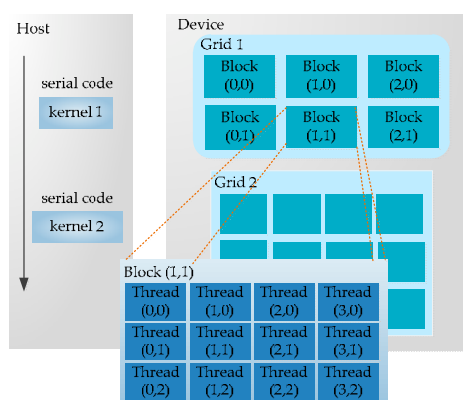 Host
serial code
kernel 1
serial code
kernel 2
Device
Grid 1
Block Block Block
(0,0) (1,0) (2,0)
Block Block Block
(0,1) (1,1) (2,1)
Grid 2
Block (1,1)
Thread Thread Thread Thread
(0,0) (1,0) (2,0) (3,0)
Thread Thread Thread Thread
(0,1) (1,1) (2,1) (3,1)
Thread Thread Thread Thread
(0,2) (1,2) (2,2) (3,2)